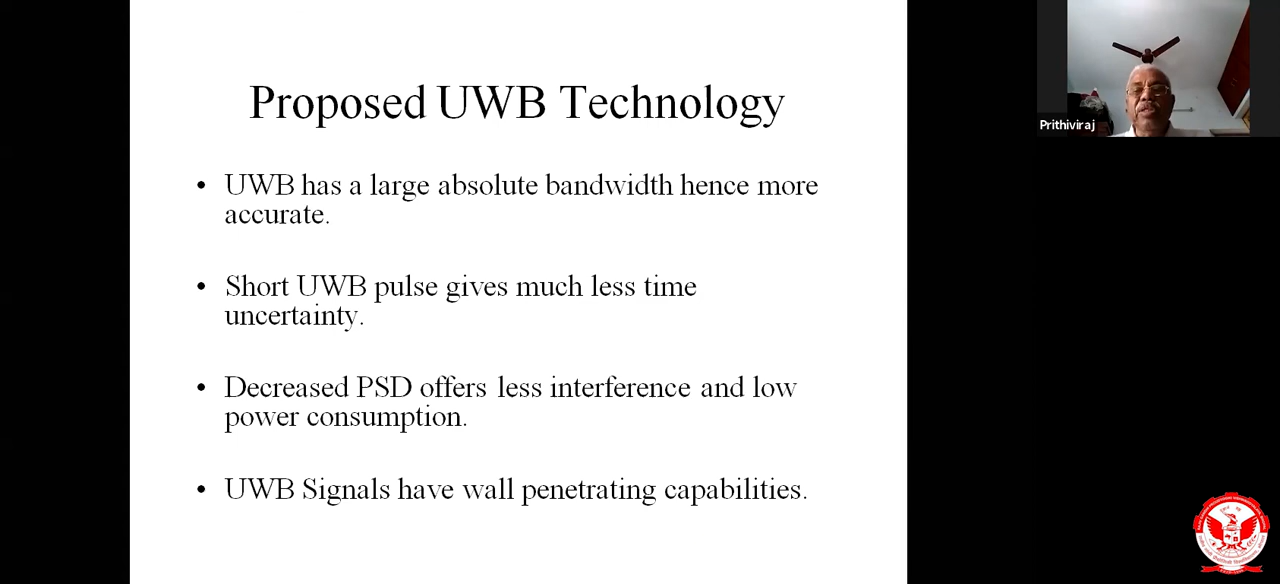 Proposed UWB Technology
• UWB has a large absolute bandwidth hence more
accurate.
• Short UWB pulse gives much less time
uncertainty.
• Decreased PSD offers less interference and low
power consumption.
• UWB Signals have wall penetrating capabilities.
Prithiviraj